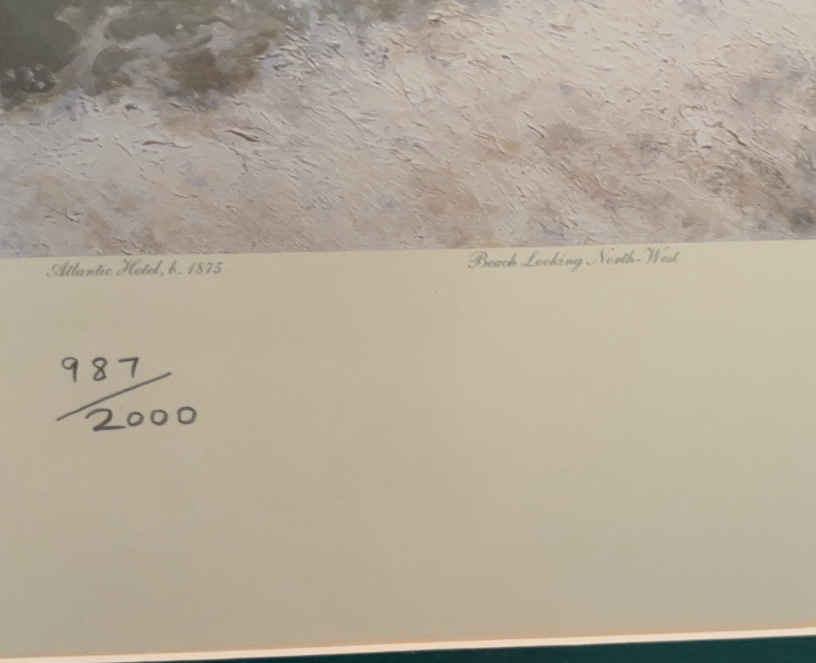 Atlantic Hotel, b. 1875
Beach Looking North-West
987/2000